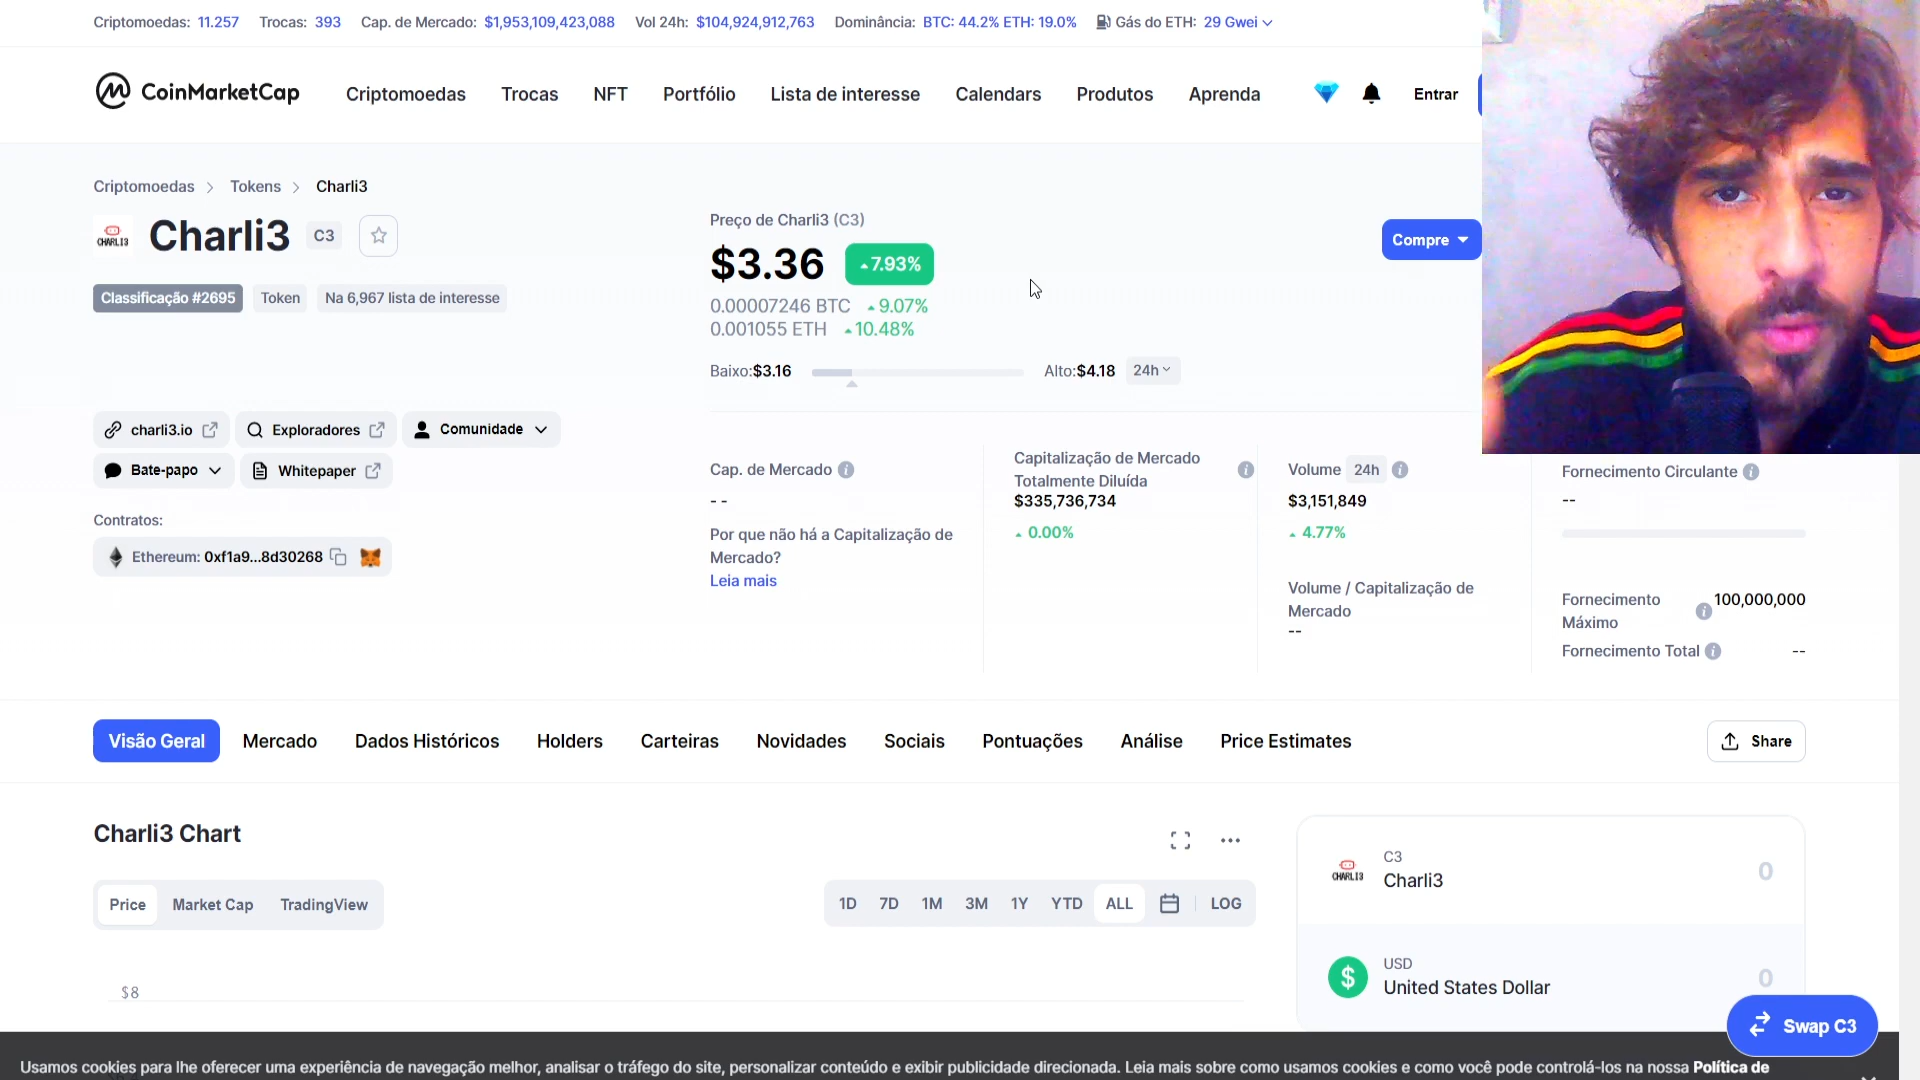 Criptomoedas: 11.257 Trocas: 393 Cap. de Mercado: $1,953,109,423,088 Vol 24h: $104,924,912,763 Dominância: BTC: 44.2% ETH: 19.0% Gás do ETH: 29 Gwei
CoinMarketCap Criptomoedas Trocas NFT Portfólio Lista de interesse Calendars Produtos Aprenda Entrar
Criptomoedas > Tokens > Charli3
CHARLI3 Charli3 C3
Classificação #2695 Token Na 6,967 lista de interesse
charli3.io Exploradores Comunidade
Bate-papo Whitepaper
Contratos:
Ethereum: 0xf1a9...8d30268
Preço de Charli3 (C3)
$3.36 7.93%
0.00007246 BTC 9.07%
0.001055 ETH 10.48%
Baixo:$3.16 Alto:$4.18 24h
Compre
Cap. de Mercado
- -
Por que não há a Capitalização de
Mercado?
Leia mais
Capitalização de Mercado
Totalmente Diluída
$335,736,734
0.00%
Volume 24h
$3,151,849
4.77%
Volume / Capitalização de
Mercado
--
Fornecimento Circulante
--
Fornecimento
Máximo
100,000,000
Fornecimento Total --
Visão Geral Mercado Dados Históricos Holders Carteiras Novidades Sociais Pontuações Análise Price Estimates Share
Charli3 Chart
Price Market Cap TradingView 1D 7D 1M 3M 1Y YTD ALL LOG
$8
CHARLI3
C3
Charli3
0
$
USD
United States Dollar
0
Swap C3
Usamos cookies para lhe oferecer uma experiência de navegação melhor, analisar o tráfego do site, personalizar conteúdo e exibir publicidade direcionada. Leia mais sobre como usamos cookies e como você pode controlá-los na nossa Política de